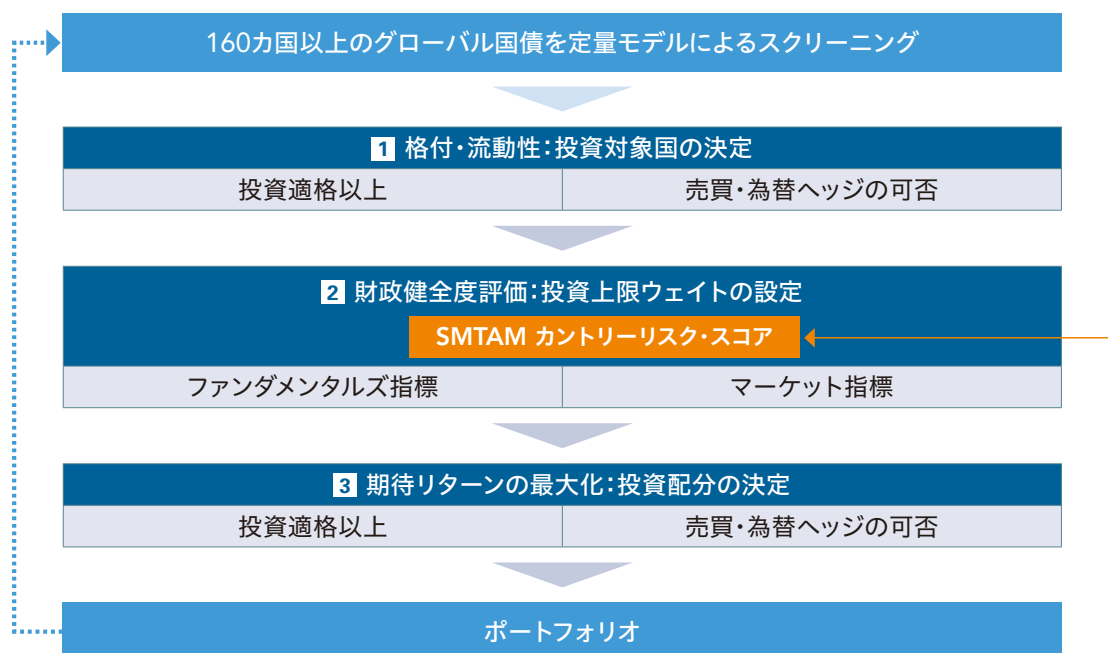 160カ国以上のグローバル国債を定量モデルによるスクリーニング
1 格付・流動性：投資対象国の決定
投資適格以上
売買・為替ヘッジの可否
2 財政健全度評価：投資上限ウェイトの設定
SMTAM カントリーリスク・スコア
ファンダメンタルズ指標
マーケット指標
3 期待リターンの最大化：投資配分の決定
投資適格以上
売買・為替ヘッジの可否
ポートフォリオ